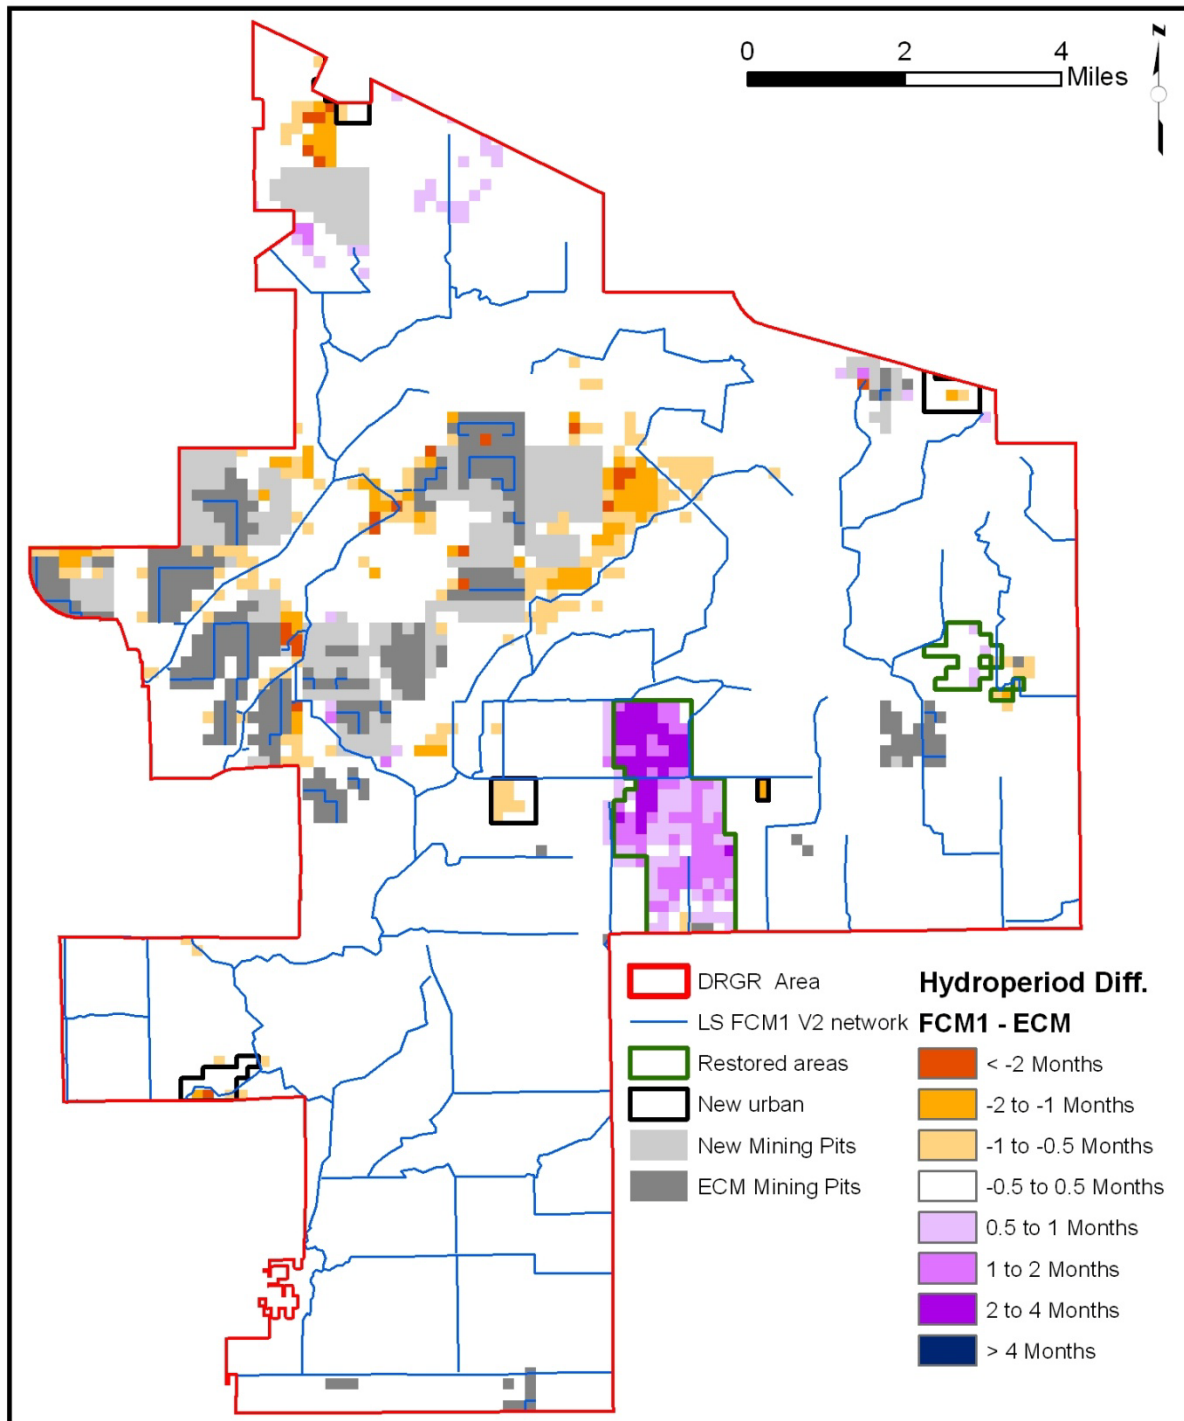 0 2 4
Miles
N
DRGR Area
LS FCM1 V2 network
Restored areas
New urban
New Mining Pits
ECM Mining Pits
Hydroperiod Diff.
FCM1 - ECM
< -2 Months
-2 to -1 Months
-1 to -0.5 Months
-0.5 to 0.5 Months
0.5 to 1 Months
1 to 2 Months
2 to 4 Months
> 4 Months